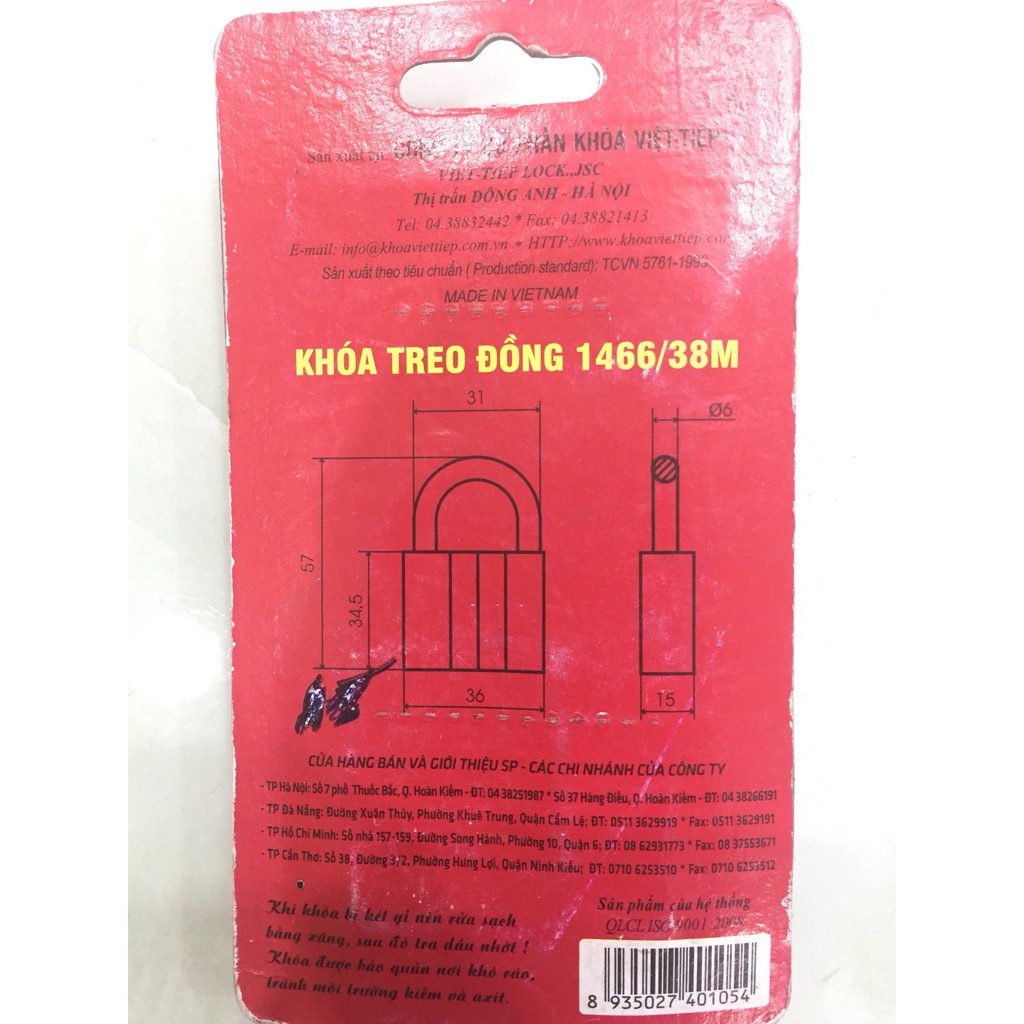 Sản xuất tại: CÔNG TY CỔ PHẦN KHÓA VIỆT-TIỆP
VIET-TIEP LOCK.,JSC
Thị trấn ĐÔNG ANH - HÀ NỘI
Tel: 04.38832442 * Fax: 04.38821413
E-mail: info@khoaviettiep.com.vn * HTTP://www.khoaviettiep.com
Sản xuất theo tiêu chuẩn ( Production standard): TCVN 5761-1993
MADE IN VIETNAM
KHÓA TREO ĐỒNG 1466/38M
31
Ø6
57
34,5
36
15
CỬA HÀNG BÁN VÀ GIỚI THIỆU SP - CÁC CHI NHÁNH CỦA CÔNG TY
- TP Hà Nội: Số 7 phố Thuốc Bắc, Q. Hoàn Kiếm - ĐT: 04 38251987 * Số 37 Hàng Điếu, Q. Hoàn Kiếm - ĐT: 04 38266191
- TP Đà Nẵng: Đường Xuân Thủy, Phường Khuê Trung, Quận Cẩm Lệ; ĐT: 0511 3629919 * Fax: 0511 3629191
- TP Hồ Chí Minh: Số nhà 157-159, Đường Song Hành, Phường 10, Quận 6; ĐT: 08 62931773 * Fax: 08 37553671
- TP Cần Thơ: Số 38, Đường 3/2, Phường Hưng Lợi, Quận Ninh Kiều; ĐT: 0710 6253510 * Fax: 0710 6253512
Khi khóa bị kẹt gỉ nên rửa sạch
bằng xăng, sau đó tra dầu nhớt !
Khóa được bảo quản nơi khô ráo,
tránh môi trường kiềm và axit.
Sản phẩm của hệ thống
QLCL ISO 9001:2008
8 935027 401054